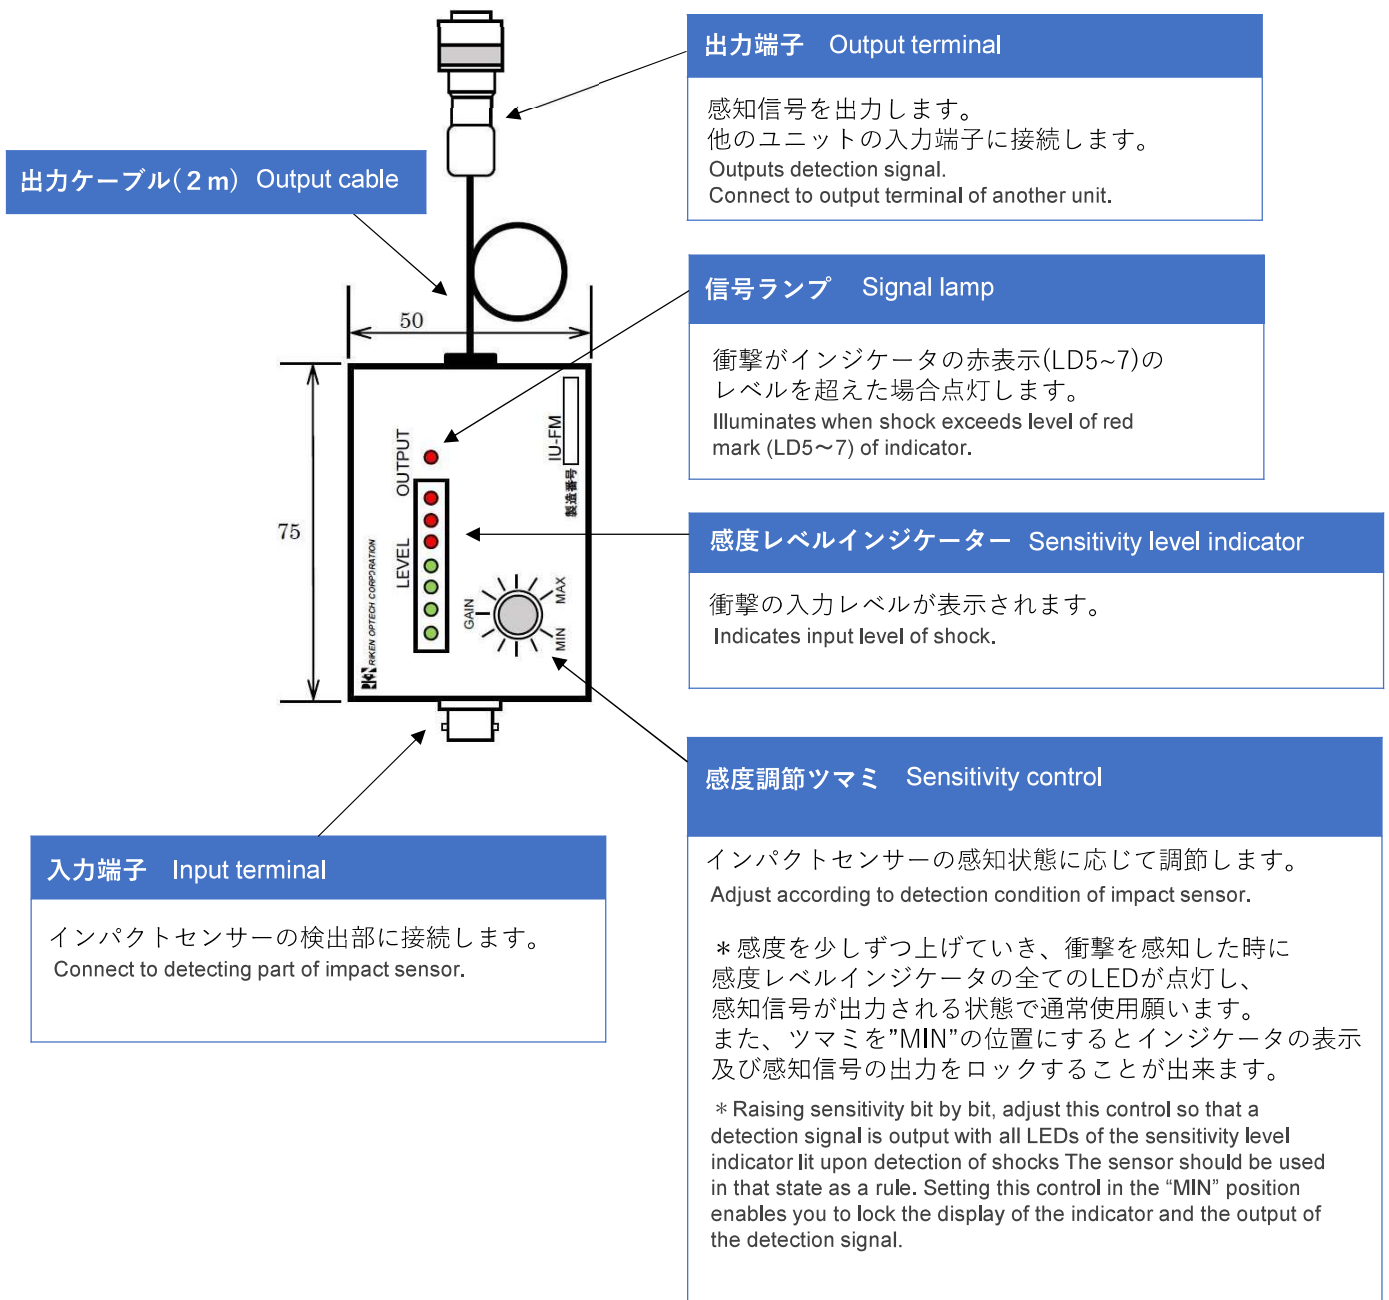 出力端子 Output terminal
感知信号を出力します。
他のユニットの入力端子に接続します。
Outputs detection signal.
Connect to output terminal of another unit.
出力ケーブル(２ｍ) Output cable
信号ランプ Signal lamp
衝撃がインジケータの赤表示(LD5~7)の
レベルを超えた場合点灯します。
Illuminates when shock exceeds level of red
mark (LD5～7) of indicator.
50
75
OUTPUT
LEVEL
IU-FM
製造番号
GAIN
MAX
MIN
RIKEN OPTECH CORPORATION
感度レベルインジケーター Sensitivity level indicator
衝撃の入力レベルが表示されます。
Indicates input level of shock.
感度調節ツマミ Sensitivity control
インパクトセンサーの感知状態に応じて調節します。
Adjust according to detection condition of impact sensor.
＊感度を少しずつ上げていき、衝撃を感知した時に
感度レベルインジケータの全てのLEDが点灯し、
感知信号が出力される状態で通常使用願います。
また、ツマミを”MIN”の位置にするとインジケータの表示
及び感知信号の出力をロックすることが出来ます。
＊Raising sensitivity bit by bit, adjust this control so that a
detection signal is output with all LEDs of the sensitivity level
indicator lit upon detection of shocks The sensor should be used
in that state as a rule. Setting this control in the “MIN” position
enables you to lock the display of the indicator and the output of
the detection signal.
入力端子 Input terminal
インパクトセンサーの検出部に接続します。
Connect to detecting part of impact sensor.